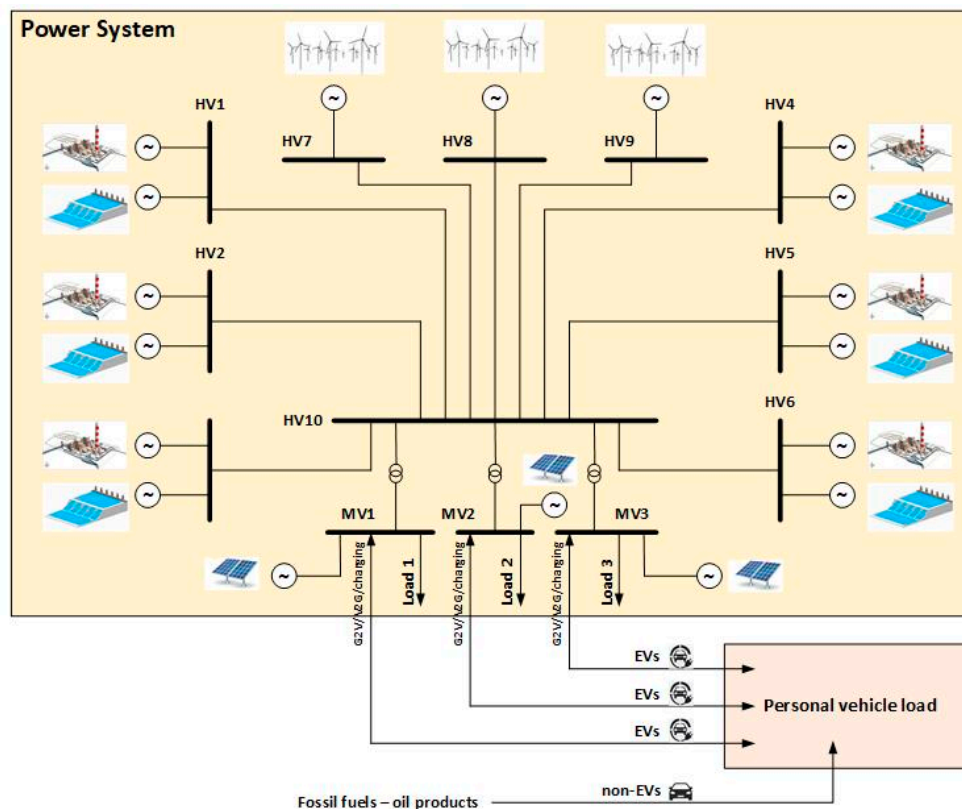 Power System
HV1
HV4
HV7
HV8
HV9
~
~
~
~
~
~
~
HV2
HV5
~
~
~
~
HV10
HV6
~
~
~
~
MV1
MV2
~
MV3
~
~
G2V/V2G/charging
Load 1
G2V/V2G/charging
Load 2
G2V/V2G/charging
Load 3
EVs
EVs
EVs
Personal vehicle load
non-EVs
Fossil fuels – oil products